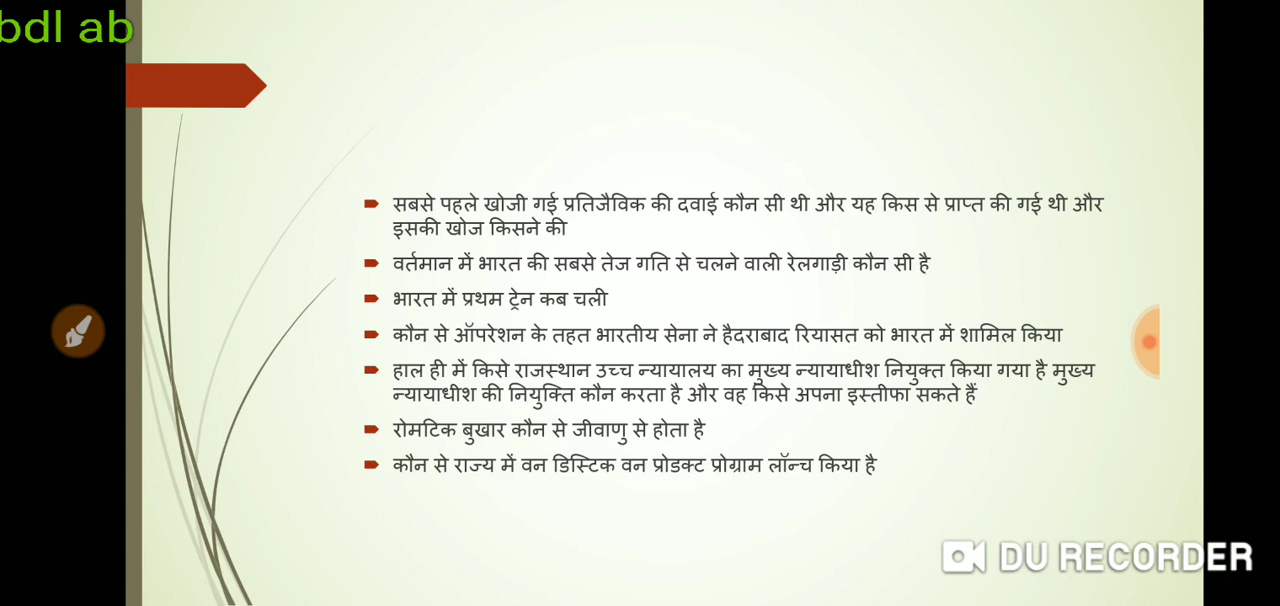 bdl ab
सबसे पहले खोजी गई प्रतिजैविक की दवाई कौन सी थी और यह किस से प्राप्त की गई थी और
इसकी खोज किसने की
वर्तमान में भारत की सबसे तेज गति से चलने वाली रेलगाड़ी कौन सी है
भारत में प्रथम ट्रेन कब चली
कौन से ऑपरेशन के तहत भारतीय सेना ने हैदराबाद रियासत को भारत में शामिल किया
हाल ही में किसे राजस्थान उच्च न्यायालय का मुख्य न्यायाधीश नियुक्त किया गया है मुख्य
न्यायाधीश की नियुक्ति कौन करता है और वह किसे अपना इस्तीफा सकते हैं
रोमटिक बुखार कौन से जीवाणु से होता है
कौन से राज्य में वन डिस्टिक वन प्रोडक्ट प्रोग्राम लॉन्च किया है
DU RECORDER